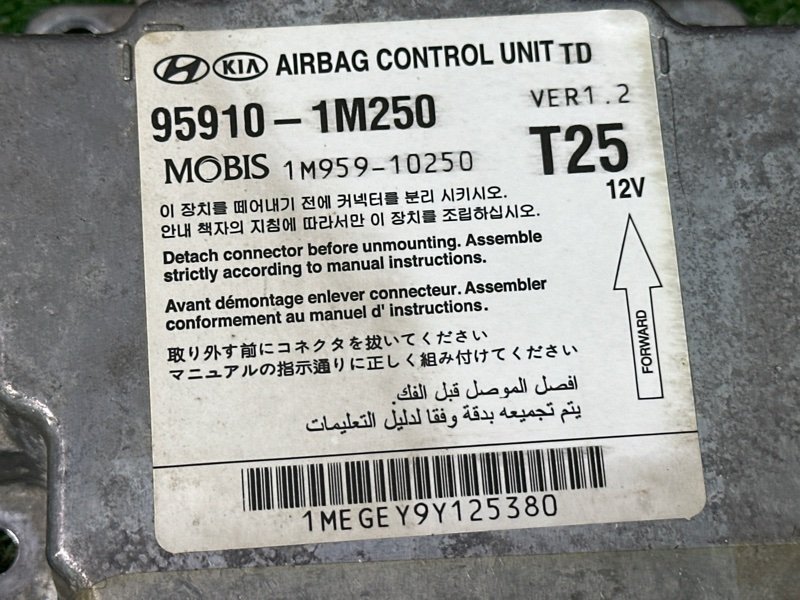 HYUNDAI KIA AIRBAG CONTROL UNIT TD
95910-1M250 VER1.2
MOBIS 1M959-10250 T25
12V
이 장치를 떼어내기 전에 커넥터를 분리 시키시오.
안내 책자의 지침에 따라서만 이 장치를 조립하십시오.
Detach connector before unmounting. Assemble
strictly according to manual instructions.
Avant démontage enlever connecteur. Assembler
conformement au manuel d' instructions.
FORWARD
取り外す前にコネクタを抜いてください
マニュアルの指示通りに正しく組み付けてください
افصل الموصل قبل الفك.
يتم تجميعه بدقة وفقا لدليل التعليمات
1MEGEY9Y125380